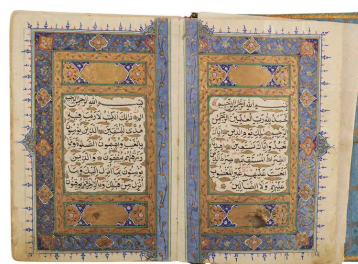 بسم الله الرحمن الرحيم
الحمد لله رب العلمين الرحمن
الرحيم ملك يوم الدين اياك
نعبد واياك نستعين اهدنا
الصراط المستقيم صراط الذين
انعمت عليهم غير المغضوب
عليهم ولا الضالين
بسم الله الرحمن الرحيم
الم ذلك الكتب لا ريب فيه
هدى للمتقين الذين يؤمنون
بالغيب ويقيمون الصلوة و
مما رزقنهم ينفقون والذين
يؤمنون بما انزل اليك وما
انزل من قبلك وبالاخرة هم يوقنون